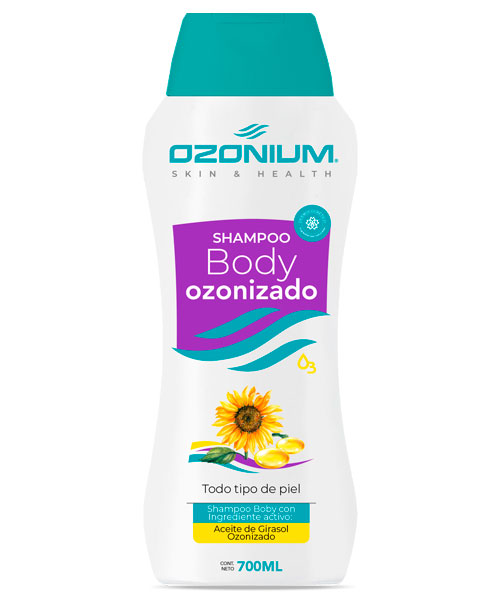 OZONIUM®
SKIN & HEALTH
SHAMPOO
Body
ozonizado
O3
Todo tipo de piel
Shampoo Boby con
Ingrediente activo:
Aceite de Girasol
Ozonizado
CONT.
NETO 700ML